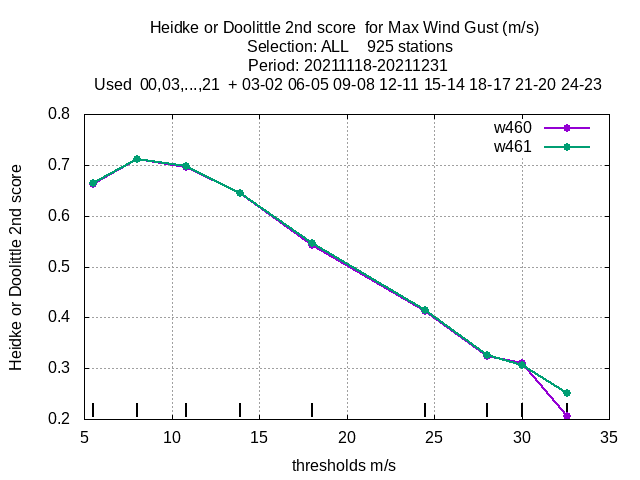 Heidke or Doolittle 2nd score  for Max Wind Gust (m/s)
Selection: ALL    925 stations
Period: 20211118-20211231
Used  00,03,...,21  + 03-02 06-05 09-08 12-11 15-14 18-17 21-20 24-23
Heidke or Doolittle 2nd score
0.8
0.7
0.6
0.5
0.4
0.3
0.2
w460
w461
5 10 15 20 25 30 35
thresholds m/s